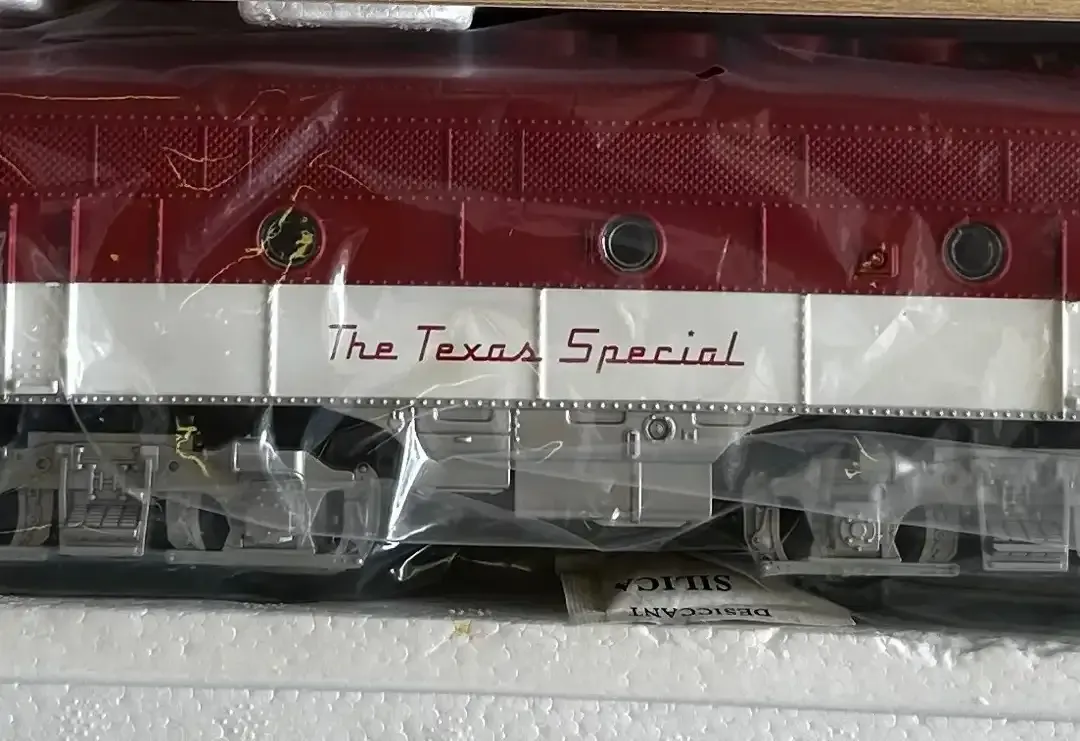 The Texas Special
SILICA
DESICCANT